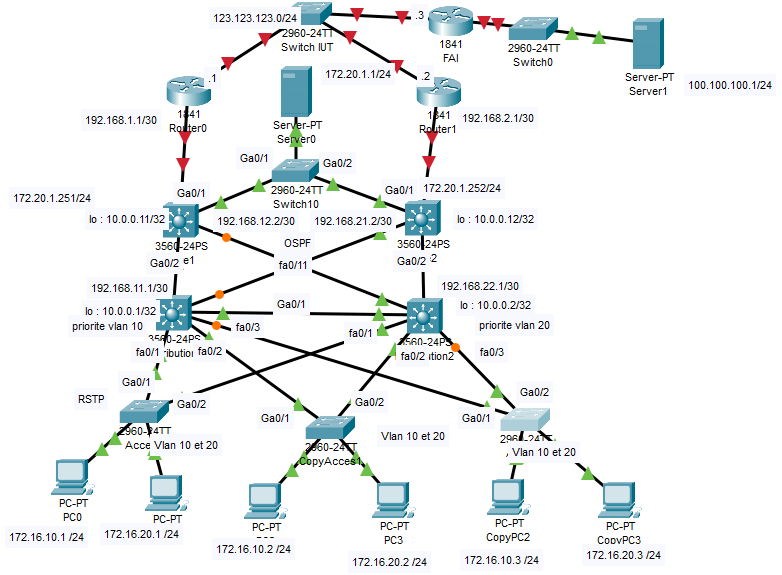 123.123.123.0/24
2960-24TT
Switch IUT
.3
1841
FAI
2960-24TT
Switch0
Server-PT
Server1
100.100.100.1/24
.1
172.20.1.1/24
.2
1841
Router0
192.168.1.1/30
Server-PT
Server0
1841
Router1
192.168.2.1/30
Ga0/1
Ga0/2
2960-24TT
Switch10
172.20.1.251/24
Ga0/1
Ga0/1
172.20.1.252/24
lo : 10.0.0.11/32
192.168.12.2/30
192.168.21.2/30
lo : 10.0.0.12/32
3560-24PS
OSPF
3560-24PS
Ga0/2
fa0/11
Ga0/2
192.168.11.1/30
192.168.22.1/30
lo : 10.0.0.1/32
Ga0/1
lo : 10.0.0.2/32
priorite vlan 10
priorite vlan 20
3560-24PS
fa0/3
fa0/1
3560-24PS
fa0/1
fa0/2
fa0/2
fa0/3
Ga0/1
RSTP
Ga0/2
Ga0/1
Ga0/2
Ga0/1
Ga0/2
2960-24TT
Vlan 10 et 20
2960-24TT
CopyAcces1
Vlan 10 et 20
Vlan 10 et 20
PC-PT
PC0
172.16.10.1 /24
PC-PT
172.16.20.1 /24
PC-PT
172.16.10.2 /24
PC-PT
PC3
172.16.20.2 /24
PC-PT
CopyPC2
172.16.10.3 /24
PC-PT
CopyPC3
172.16.20.3 /24